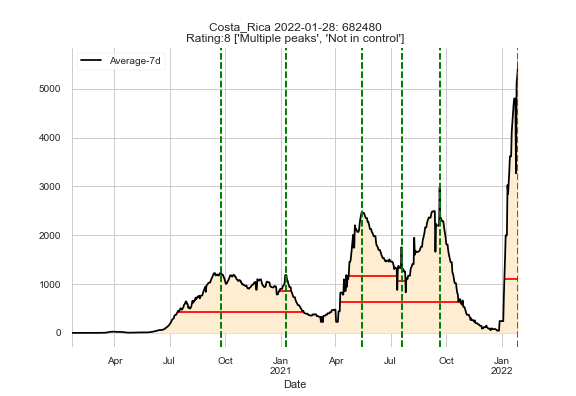 Costa_Rica 2022-01-28: 682480
Rating:8 ['Multiple peaks', 'Not in control']
Average-7d
5000
4000
3000
2000
1000
0
Apr
Jul
Oct
Jan
2021
Apr
Jul
Oct
Jan
2022
Date